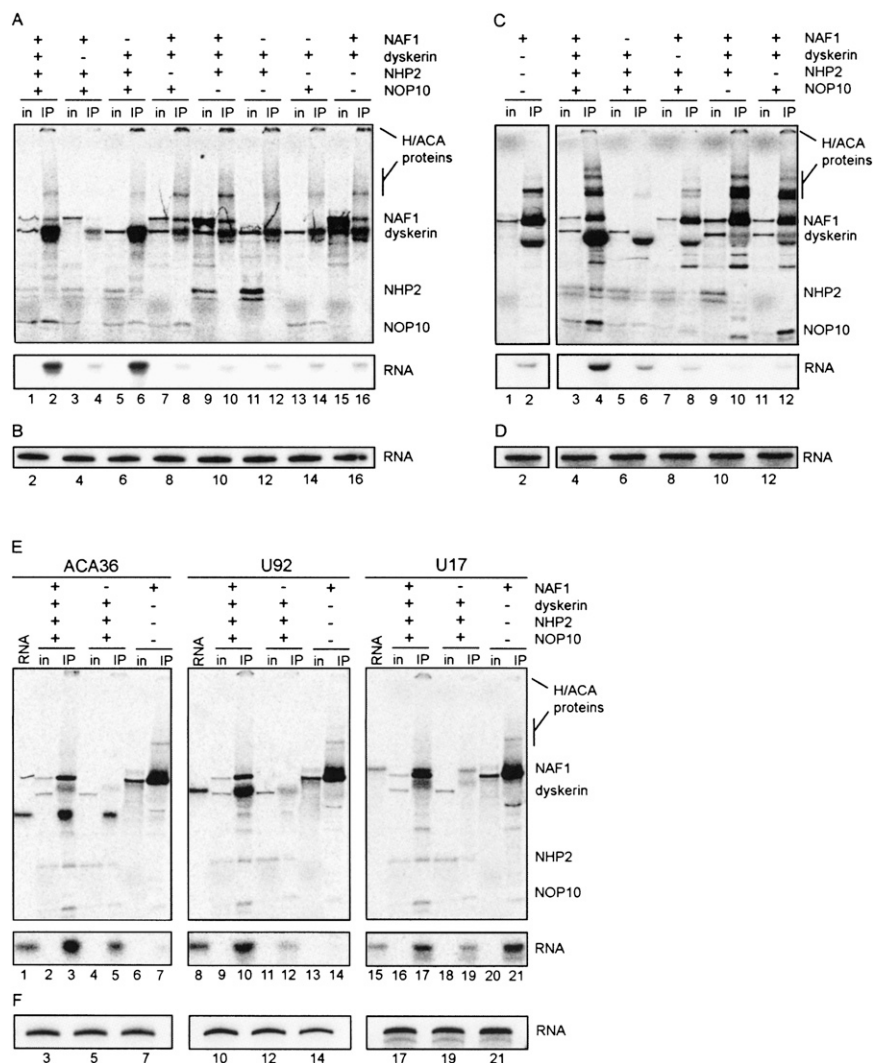 A
+ + - + + - - + NAF1
+ - + + + + + + dyskerin
+ + + - + + - - NHP2
+ + + + - - + - NOP10
in IP in IP in IP in IP in IP in IP in IP in IP
H/ACA
proteins
NAF1
dyskerin
NHP2
NOP10
RNA
1 2 3 4 5 6 7 8 9 10 11 12 13 14 15 16
B
RNA
2 4 6 8 10 12 14 16
C
+ + - + + + NAF1
- + + - + + dyskerin
- + + + + - NHP2
- + + + - + NOP10
in IP in IP in IP in IP in IP in IP
H/ACA
proteins
NAF1
dyskerin
NHP2
NOP10
RNA
1 2 3 4 5 6 7 8 9 10 11 12
D
RNA
2 4 6 8 10 12
E
ACA36 U92 U17
+ - + + - + + - + NAF1
+ + - + + - + + - dyskerin
+ + - + + - + + - NHP2
+ + - + + - + + - NOP10
RNA in IP in IP in IP RNA in IP in IP in IP RNA in IP in IP in IP
H/ACA
proteins
NAF1
dyskerin
NHP2
NOP10
RNA
1 2 3 4 5 6 7 8 9 10 11 12 13 14 15 16 17 18 19 20 21
F
RNA
3 5 7 10 12 14 17 19 21